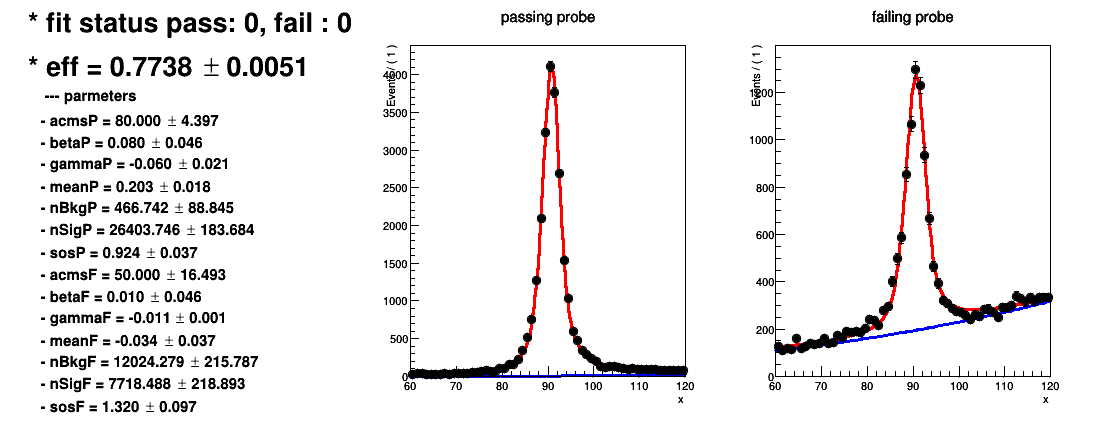 * fit status pass: 0, fail : 0
* eff = 0.7738 ± 0.0051
--- parmeters
- acmsP = 80.000 ± 4.397
- betaP = 0.080 ± 0.046
- gammaP = -0.060 ± 0.021
- meanP = 0.203 ± 0.018
- nBkgP = 466.742 ± 88.845
- nSigP = 26403.746 ± 183.684
- sosP = 0.924 ± 0.037
- acmsF = 50.000 ± 16.493
- betaF = 0.010 ± 0.046
- gammaF = -0.011 ± 0.001
- meanF = -0.034 ± 0.037
- nBkgF = 12024.279 ± 215.787
- nSigF = 7718.488 ± 218.893
- sosF = 1.320 ± 0.097
passing probe
Events / ( 1 )
4000
3500
3000
2500
2000
1500
1000
500
0
60 70 80 90 100 110 120
x
failing probe
Events / ( 1 )
1200
1000
800
600
400
200
0
60 70 80 90 100 110 120
x